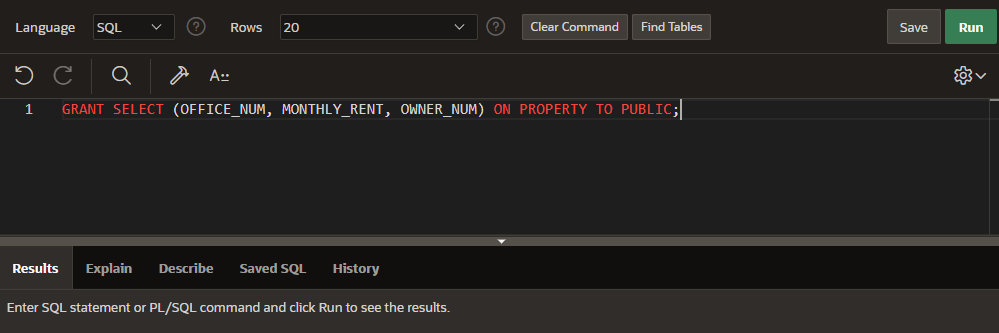 Language SQL ? Rows 20 ? Clear Command Find Tables Save Run
A::
1 GRANT SELECT (OFFICE_NUM, MONTHLY_RENT, OWNER_NUM) ON PROPERTY TO PUBLIC;
Results Explain Describe Saved SQL History
Enter SQL statement or PL/SQL command and click Run to see the results.